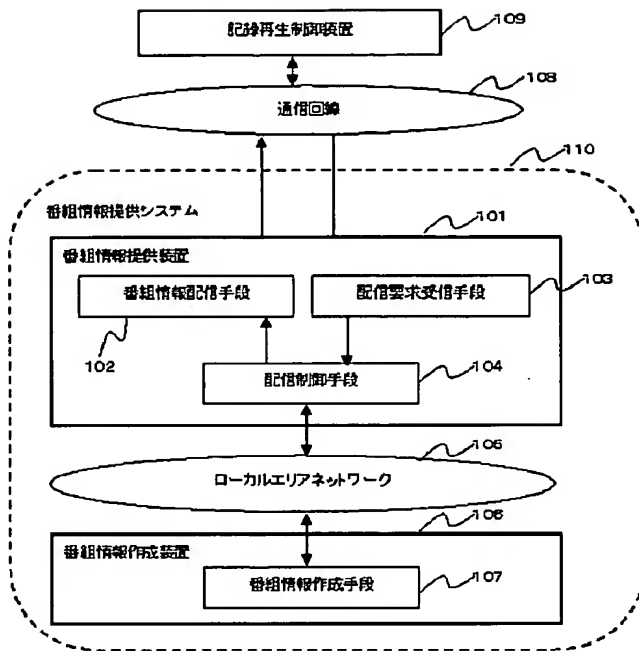 記録再生制御装置
109
通信回線
108
110
番組情報提供システム
101
番組情報提供装置
番組情報配信手段
配信要求受信手段
103
102
配信制御手段
104
105
ローカルエリアネットワーク
106
番組情報作成装置
番組情報作成手段
107